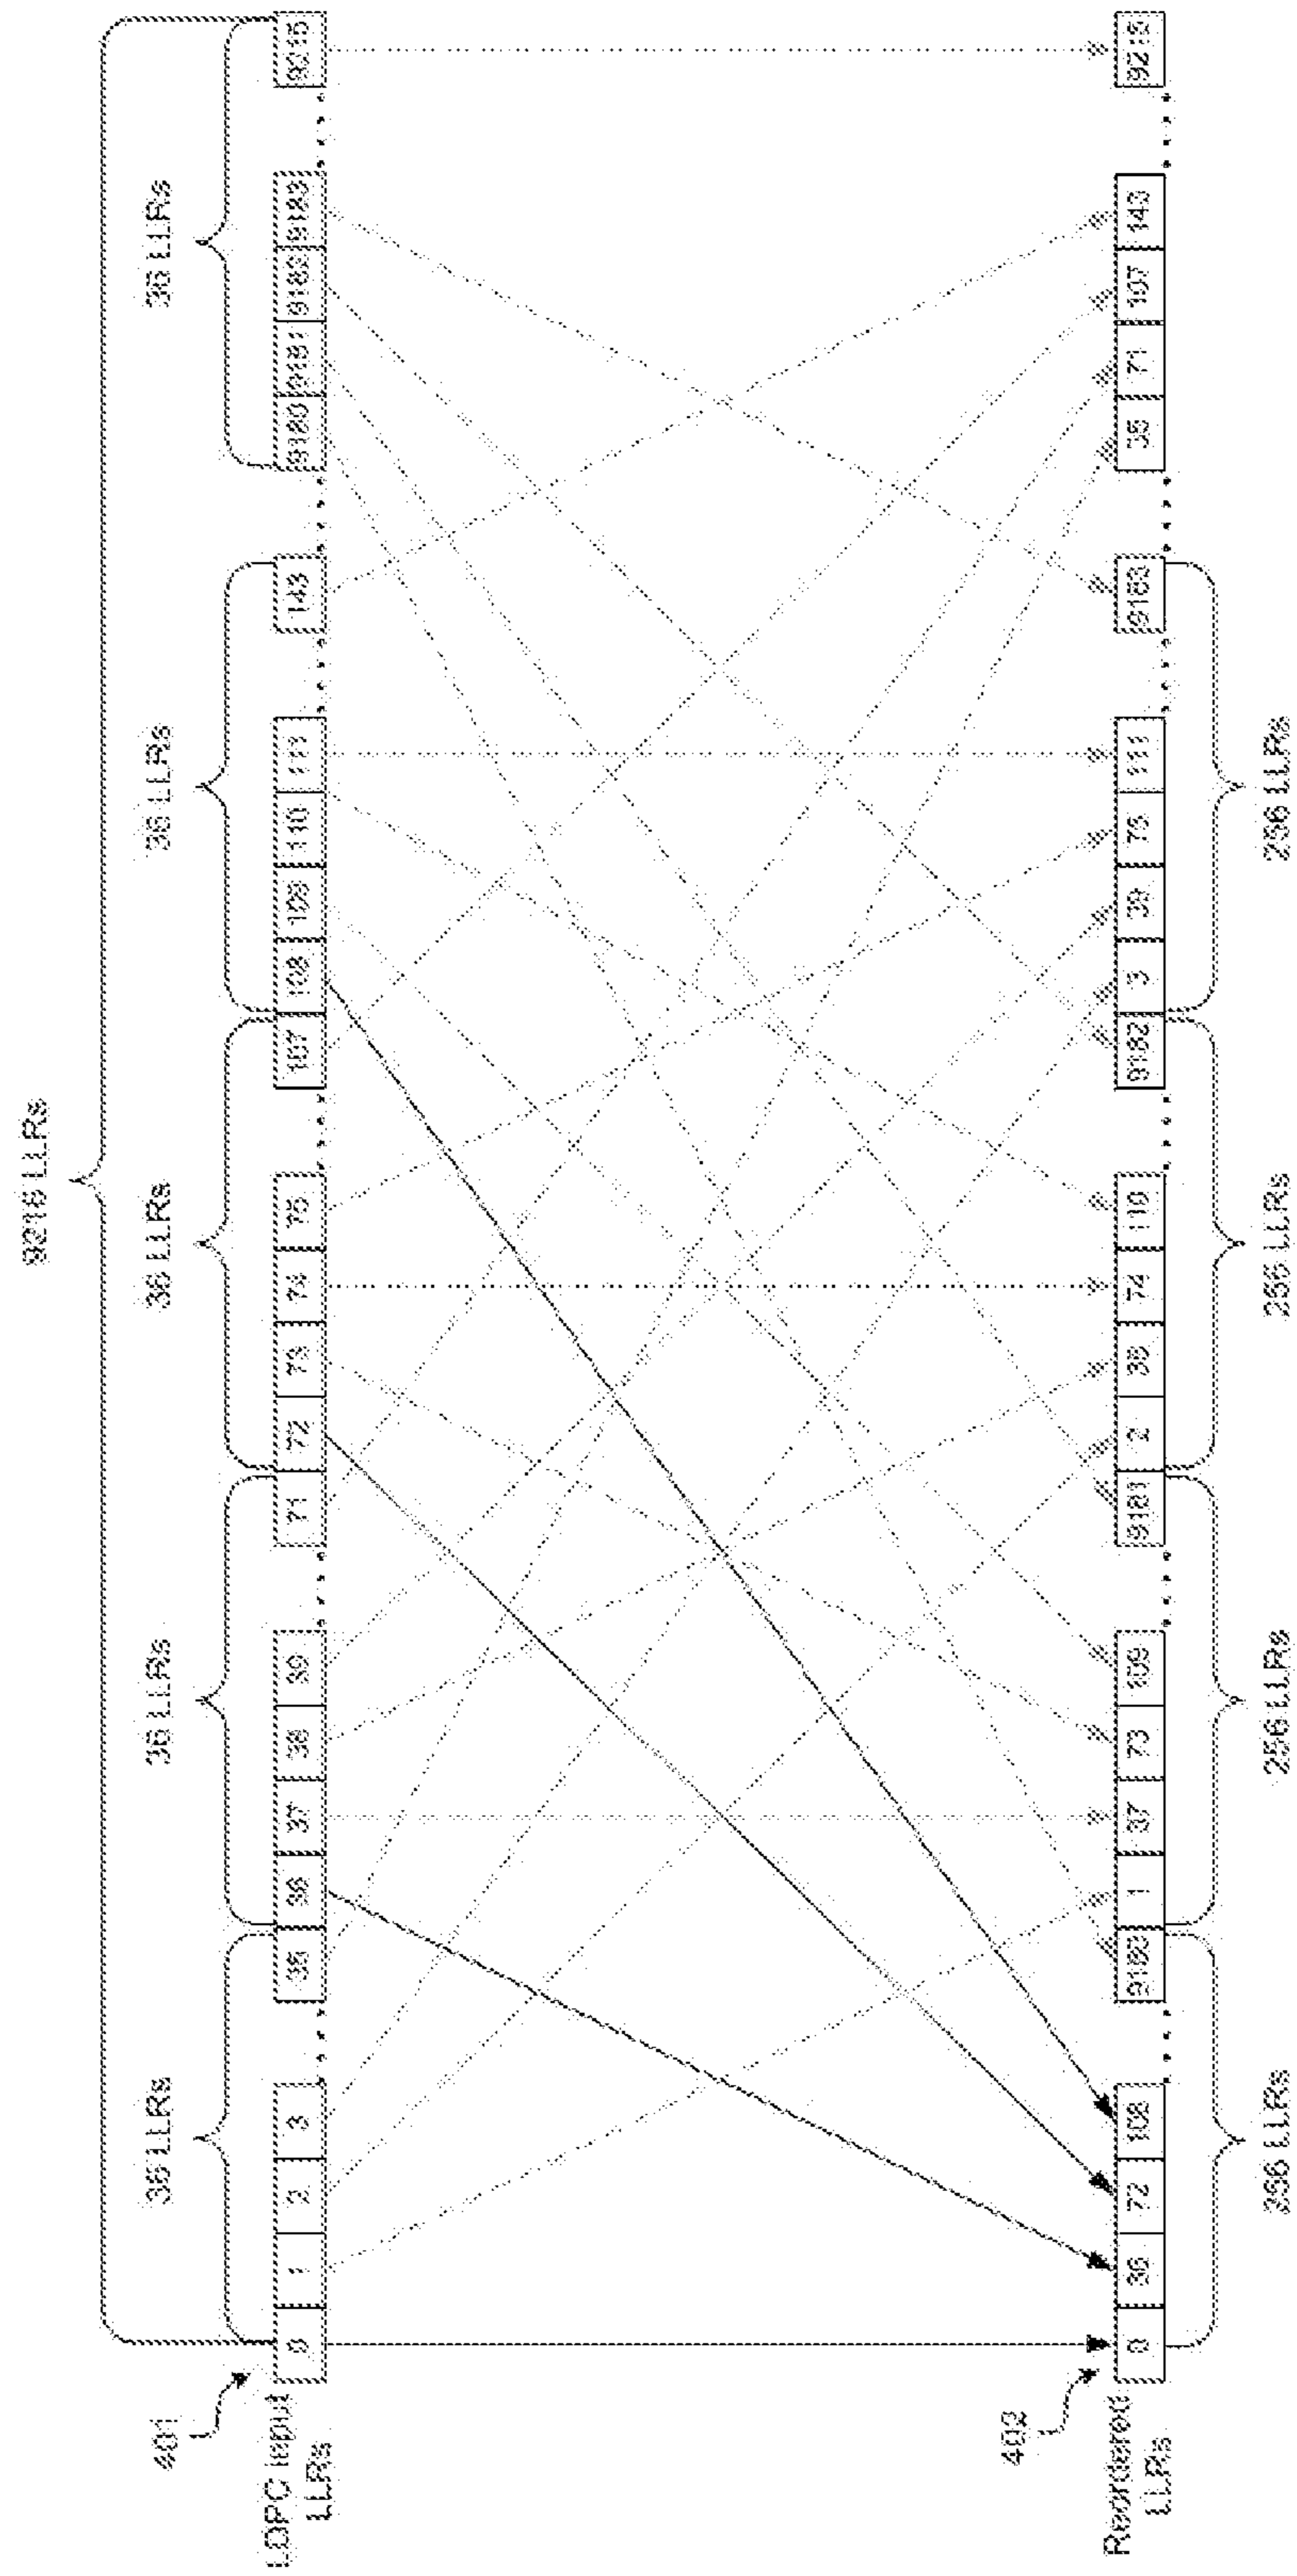 9216 LLRs
36 LLRs 36 LLRs 36 LLRs 36 LLRs 36 LLRs
401
LDPC Input
LLRs
0 1 2 3 35 36 37 38 39 71 72 73 74 75 107 108 109 110 111 143 9180 9181 9182 9183 9215
402
Reordered
LLRs
0 36 72 108 9180 1 37 73 109 9181 2 38 74 110 9182 3 39 75 111 9183 35 71 107 143 9215
256 LLRs 256 LLRs 256 LLRs 256 LLRs